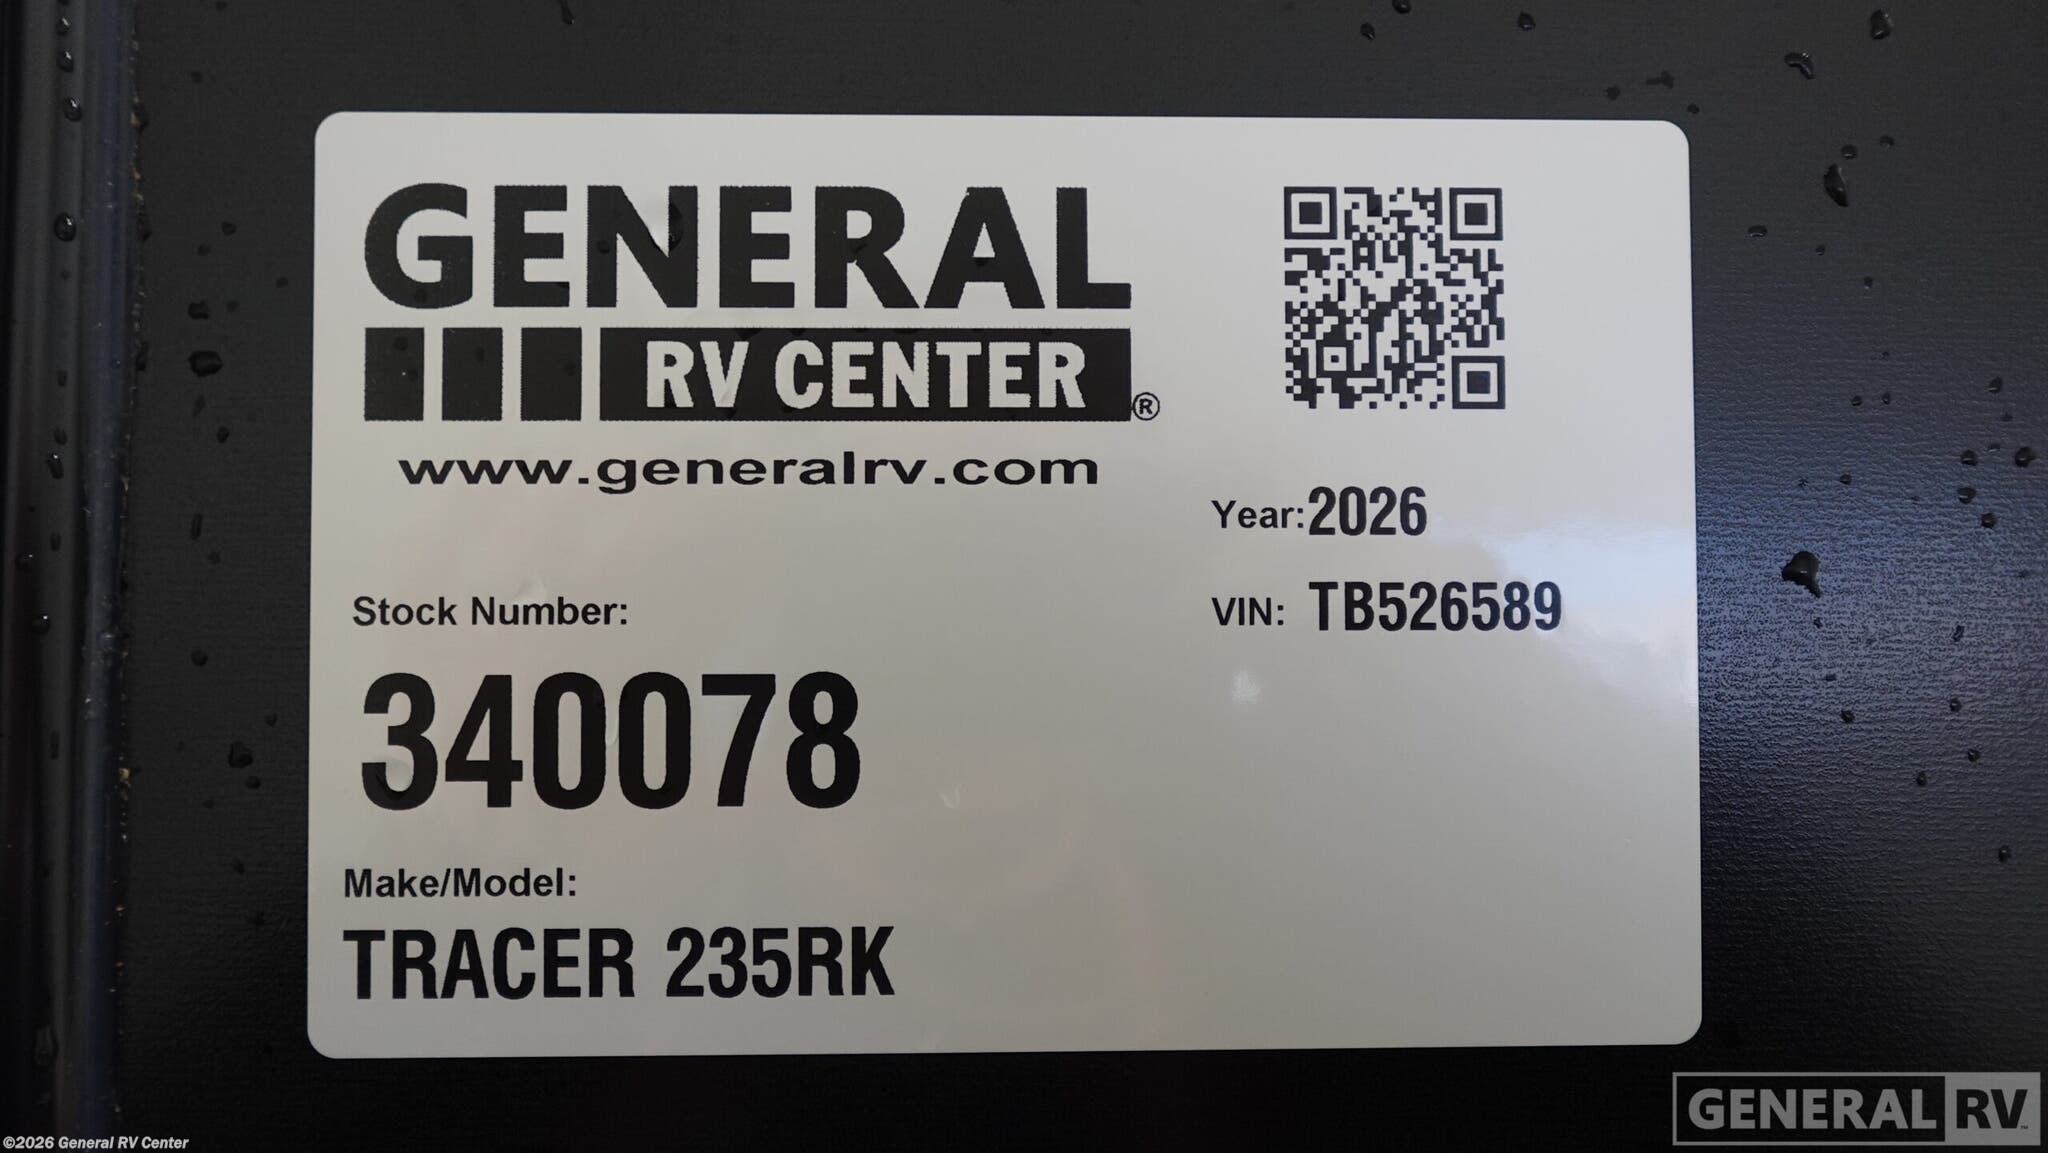 GENERAL
RV CENTER®
www.generalrv.com
Year: 2026
VIN: TB526589
Stock Number:
340078
Make/Model:
TRACER 235RK
GENERAL RV™
©2026 General RV Center